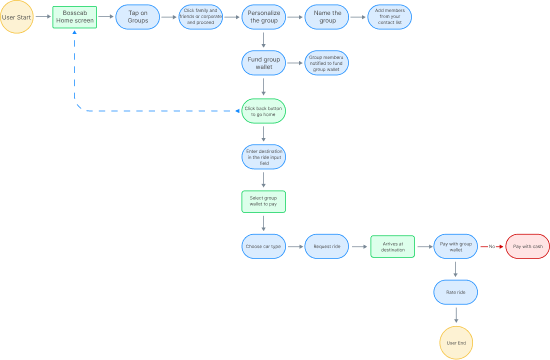 User Start
Bosscab
Home screen
Tap on
Groups
Click family and
friends or corporate
and proceed
Personalize
the group
Name the
group
Add members
from your
contact list
Fund group
wallet
Group members
notified to fund
group wallet
Click back button
to go home
Enter destination
in the ride input
field
Select group
wallet to pay
Choose car type
Request ride
Arrives at
destination
Pay with group
wallet
No
Pay with cash
Rate ride
User End